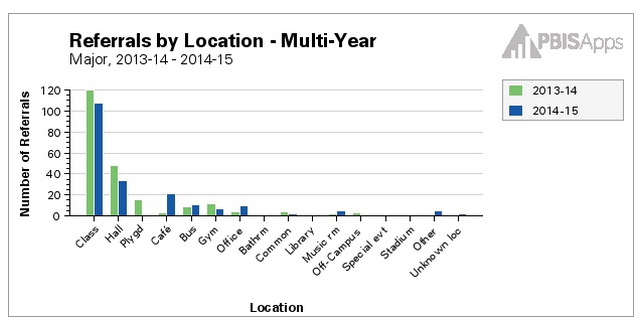 Referrals by Location - Multi-Year
Major, 2013-14 - 2014-15
PBISApps
2013-14
2014-15
Number of Referrals
120
100
80
60
40
20
0
Class
Hall
Plygd
Café
Bus
Gym
Office
Bathrm
Common
Library
Music rm
Off-Campus
Special evt
Stadium
Other
Unknown loc
Location